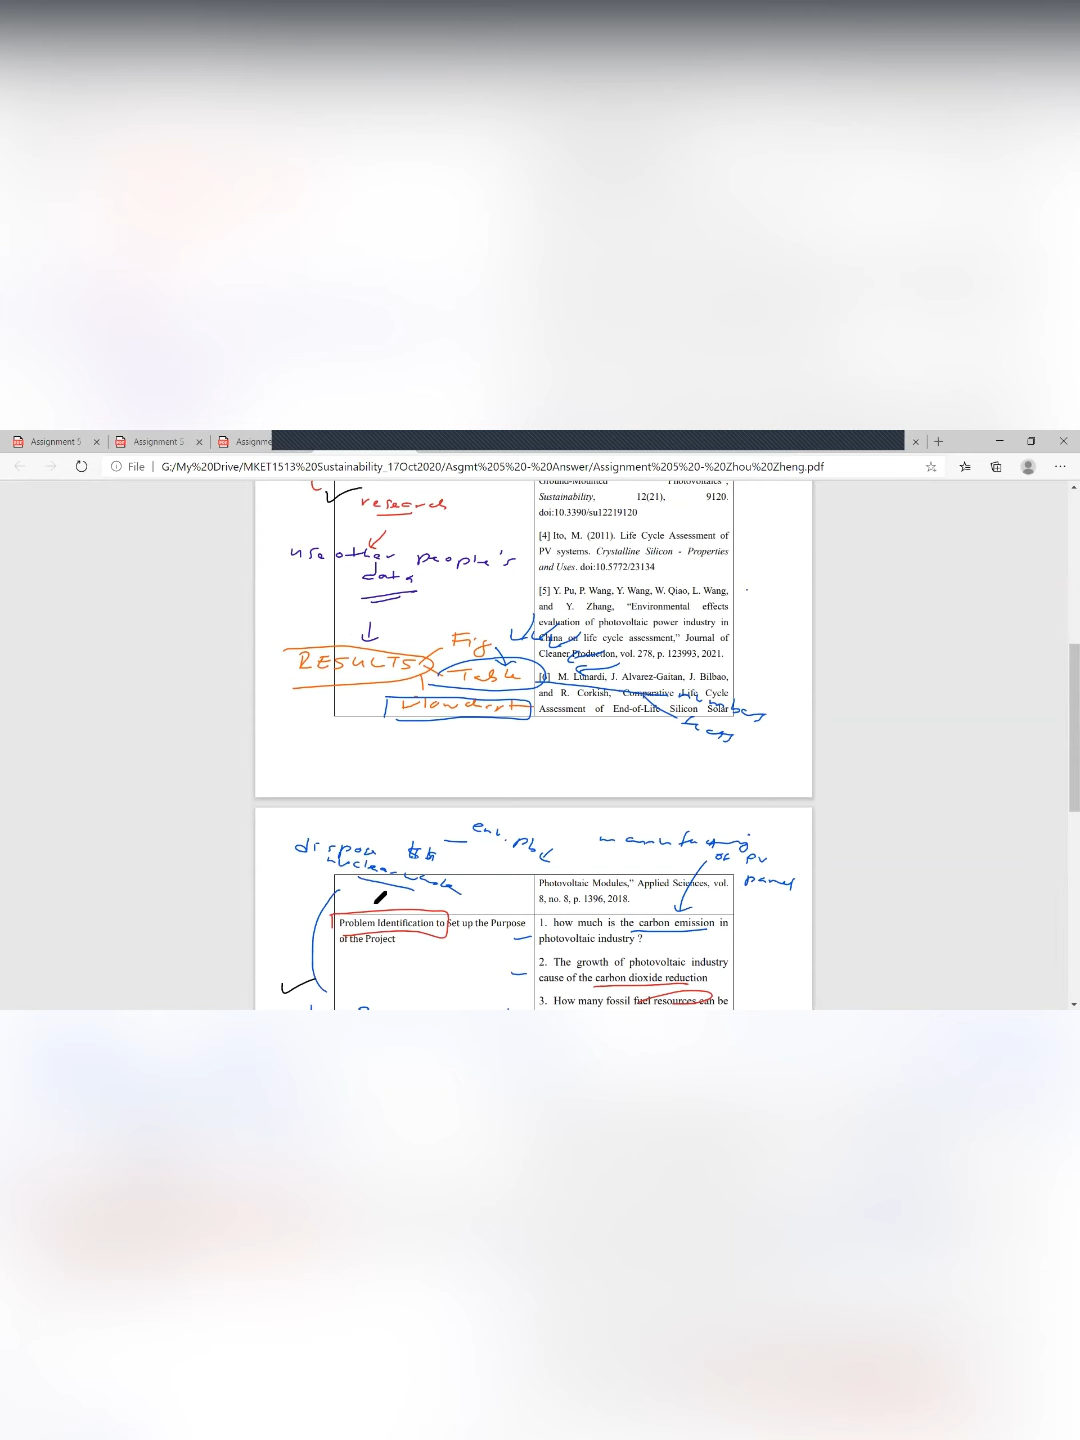 Assignment 5
Assignment 5
Assignme
File
G:/My%20Drive/MKET1513%20Sustainability_17Oct2020/Asgmt%205%20-%20Answer/Assignment%205%20-%20Zhou%20Zheng.pdf
research
use other people's
data
RESULTS
Fig
Table
Flowchart
Ground-Mounted Photovoltaics",
Sustainability, 12(21), 9120.
doi:10.3390/su12219120
[4] Ito, M. (2011). Life Cycle Assessment of
PV systems. Crystalline Silicon - Properties
and Uses. doi:10.5772/23134
[5] Y. Pu, P. Wang, Y. Wang, W. Qiao, L. Wang,
and Y. Zhang, "Environmental effects
evaluation of photovoltaic power industry in
China on life cycle assessment," Journal of
Cleaner Production, vol. 278, p. 123993, 2021.
[6] M. Lunardi, J. Alvarez-Gaitan, J. Bilbao,
and R. Corkish, "Comparative Life Cycle
Assessment of End-of-Life Silicon Solar
numbers
env. pb
manufacturing
of PV
panel
Photovoltaic Modules," Applied Sciences, vol.
8, no. 8, p. 1396, 2018.
Problem Identification to Set up the Purpose
of the Project
1. how much is the carbon emission in
photovoltaic industry ?
2. The growth of photovoltaic industry
cause of the carbon dioxide reduction
3. How many fossil fuel resources can be